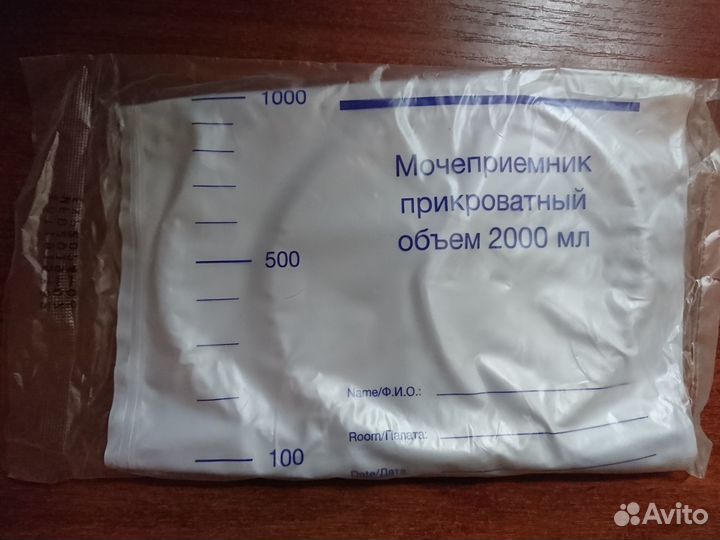 1000
Мочеприемник
прикроватный
объем 2000 мл
500
Name/Ф.И.О.:
Room/Палата:
100
Date/Дата
Avito